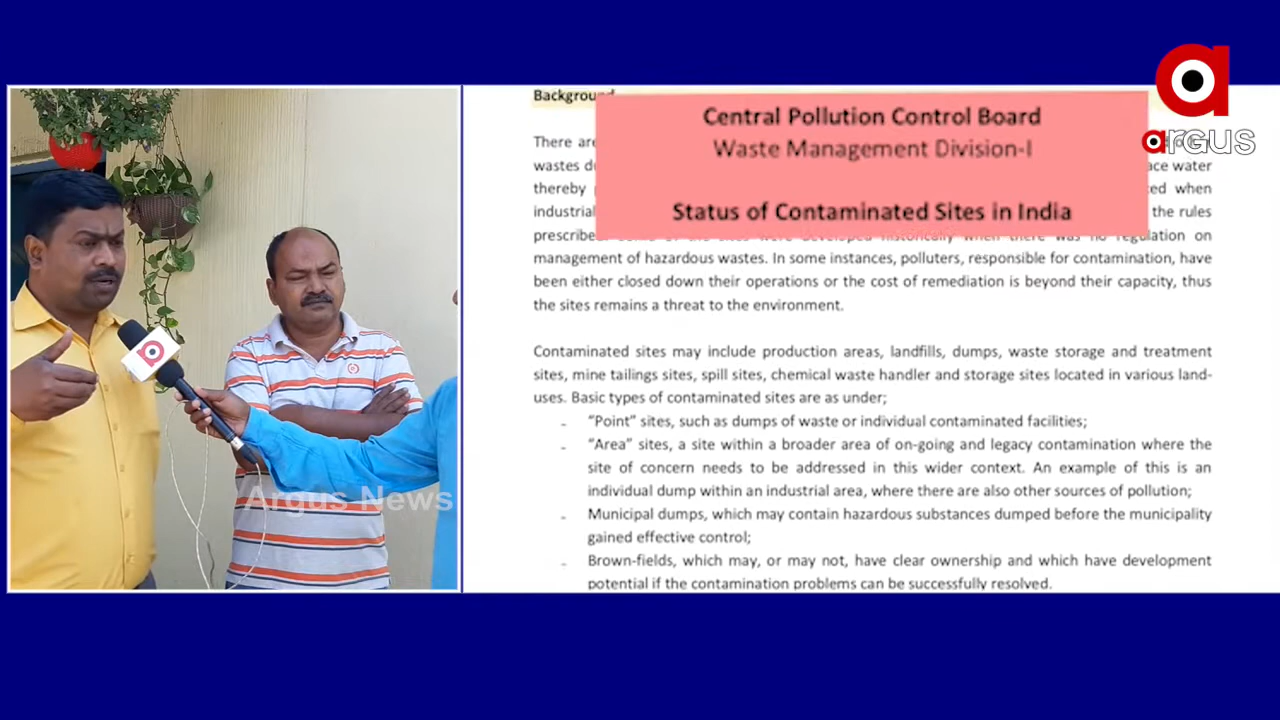 argus
Background
Central Pollution Control Board
Waste Management Division-I
Status of Contaminated Sites in India
There are
wastes
water
thereby
when
industrial
the rules
regulation on
management of hazardous wastes. In some instances, polluters, responsible for contamination, have
been either closed down their operations or the cost of remediation is beyond their capacity, thus
the sites remains a threat to the environment.
Contaminated sites may include production areas, landfills, dumps, waste storage and treatment
sites, mine tailings sites, spill sites, chemical waste handler and storage sites located in various land-
uses. Basic types of contaminated sites are as under;
- “Point” sites, such as dumps of waste or individual contaminated facilities;
- “Area” sites, a site within a broader area of on-going and legacy contamination where the
site of concern needs to be addressed in this wider context. An example of this is an
individual dump within an industrial area, where there are also other sources of pollution;
- Municipal dumps, which may contain hazardous substances dumped before the municipality
gained effective control;
- Brown-fields, which may, or may not, have clear ownership and which have development
potential if the contamination problems can be successfully resolved.
Argus News